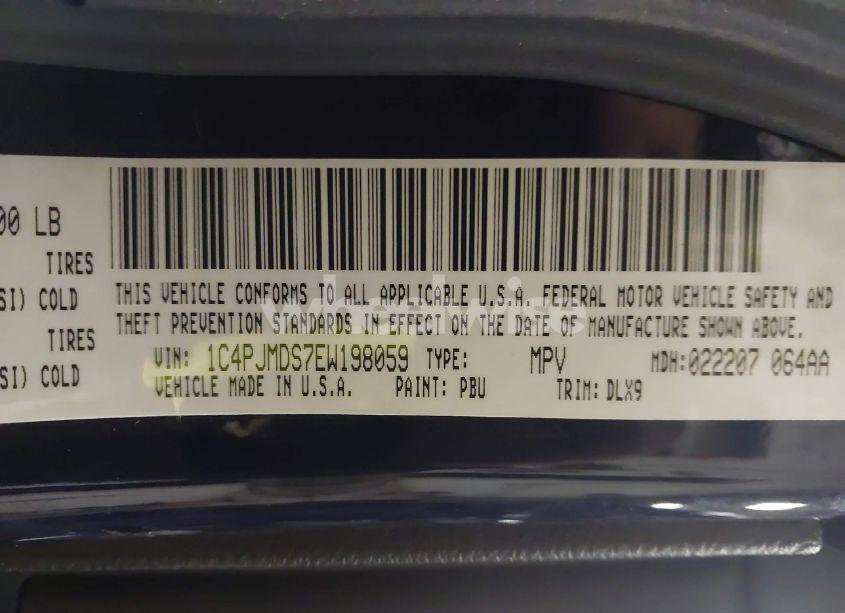 00 LB
TIRES
SI) COLD
TIRES
SI) COLD
THIS VEHICLE CONFORMS TO ALL APPLICABLE U.S.A. FEDERAL MOTOR VEHICLE SAFETY AND
THEFT PREVENTION STANDARDS IN EFFECT ON THE DATE OF MANUFACTURE SHOWN ABOVE.
VIN: 1C4PJMDS7EW198059 TYPE: MPV MDH:022207 064AA
VEHICLE MADE IN U.S.A. PAINT: PBU TRIM: DLX9